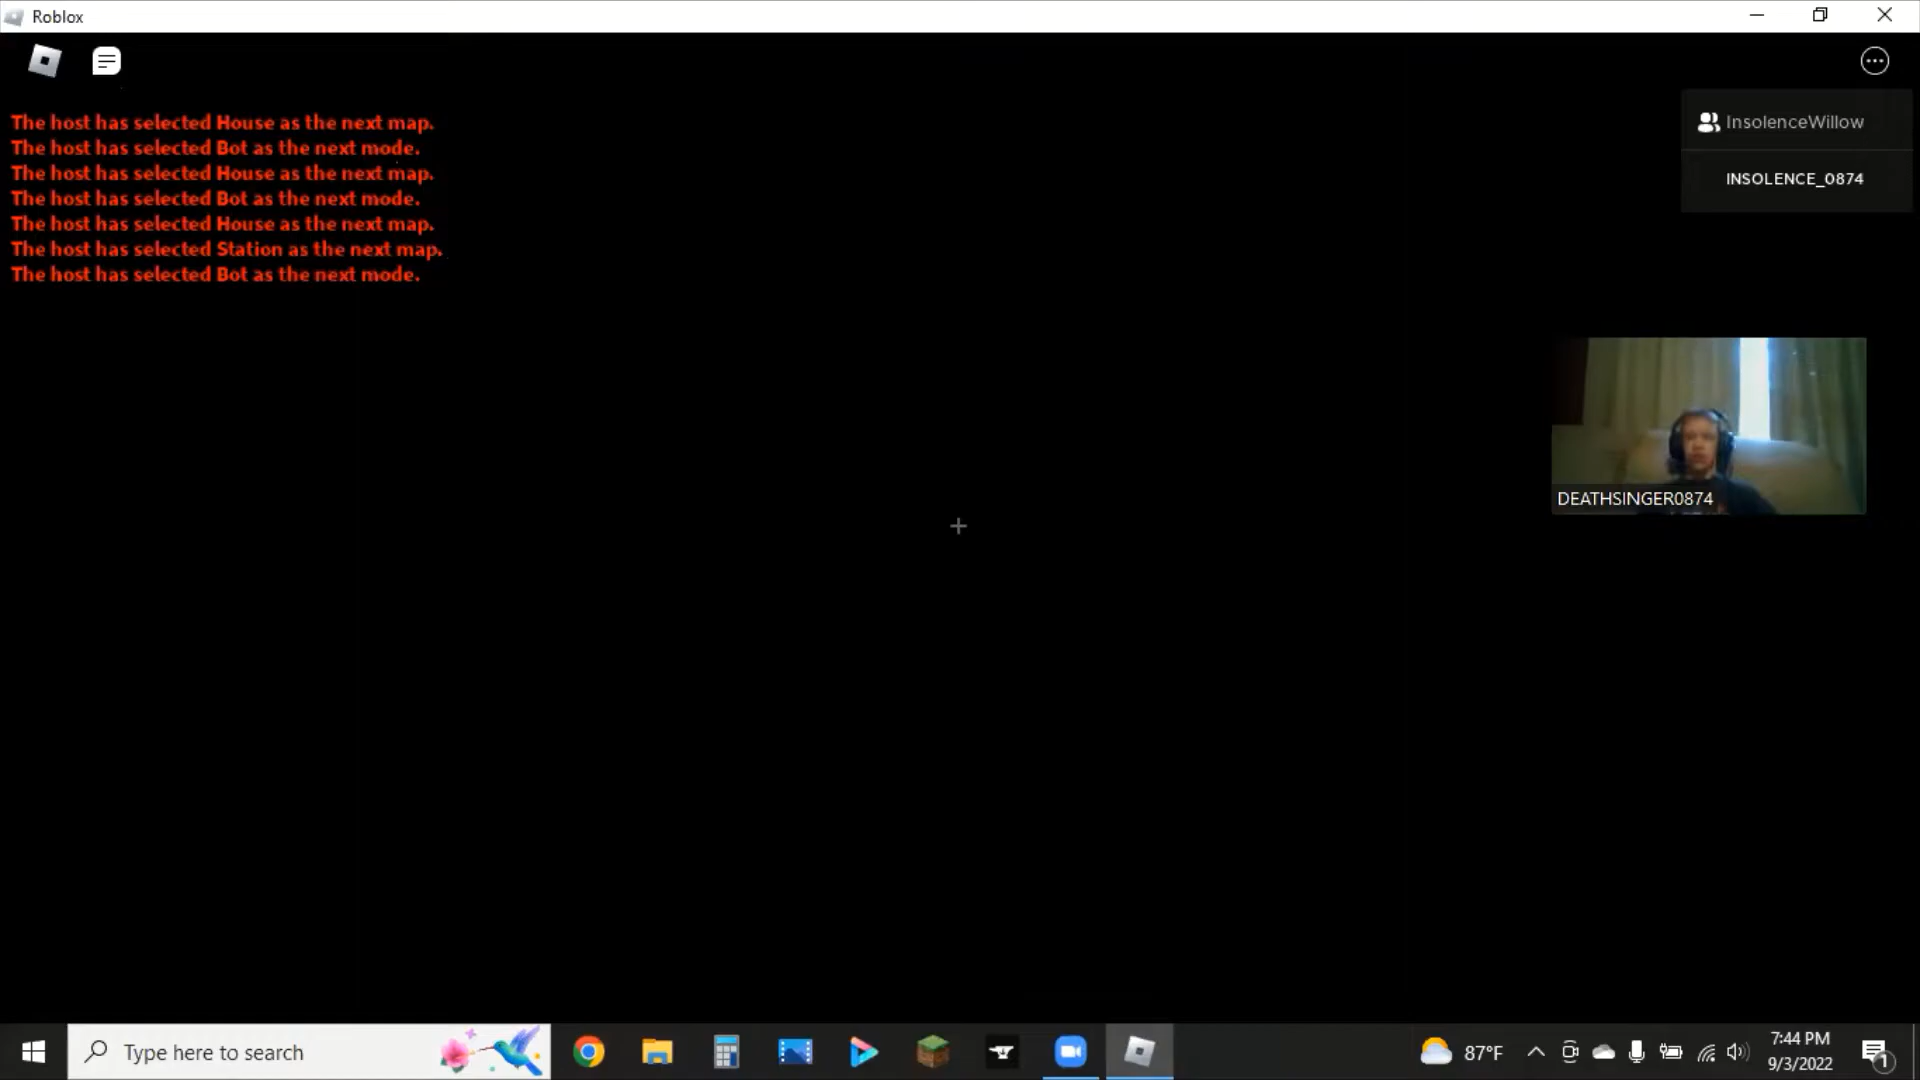 Roblox
The host has selected House as the next map.
The host has selected Bot as the next mode.
The host has selected House as the next map.
The host has selected Bot as the next mode.
The host has selected House as the next map.
The host has selected Station as the next map.
The host has selected Bot as the next mode.
InsolenceWillow
INSOLENCE_0874
DEATHSINGER0874
Type here to search
87°F
7:44 PM
9/3/2022
1